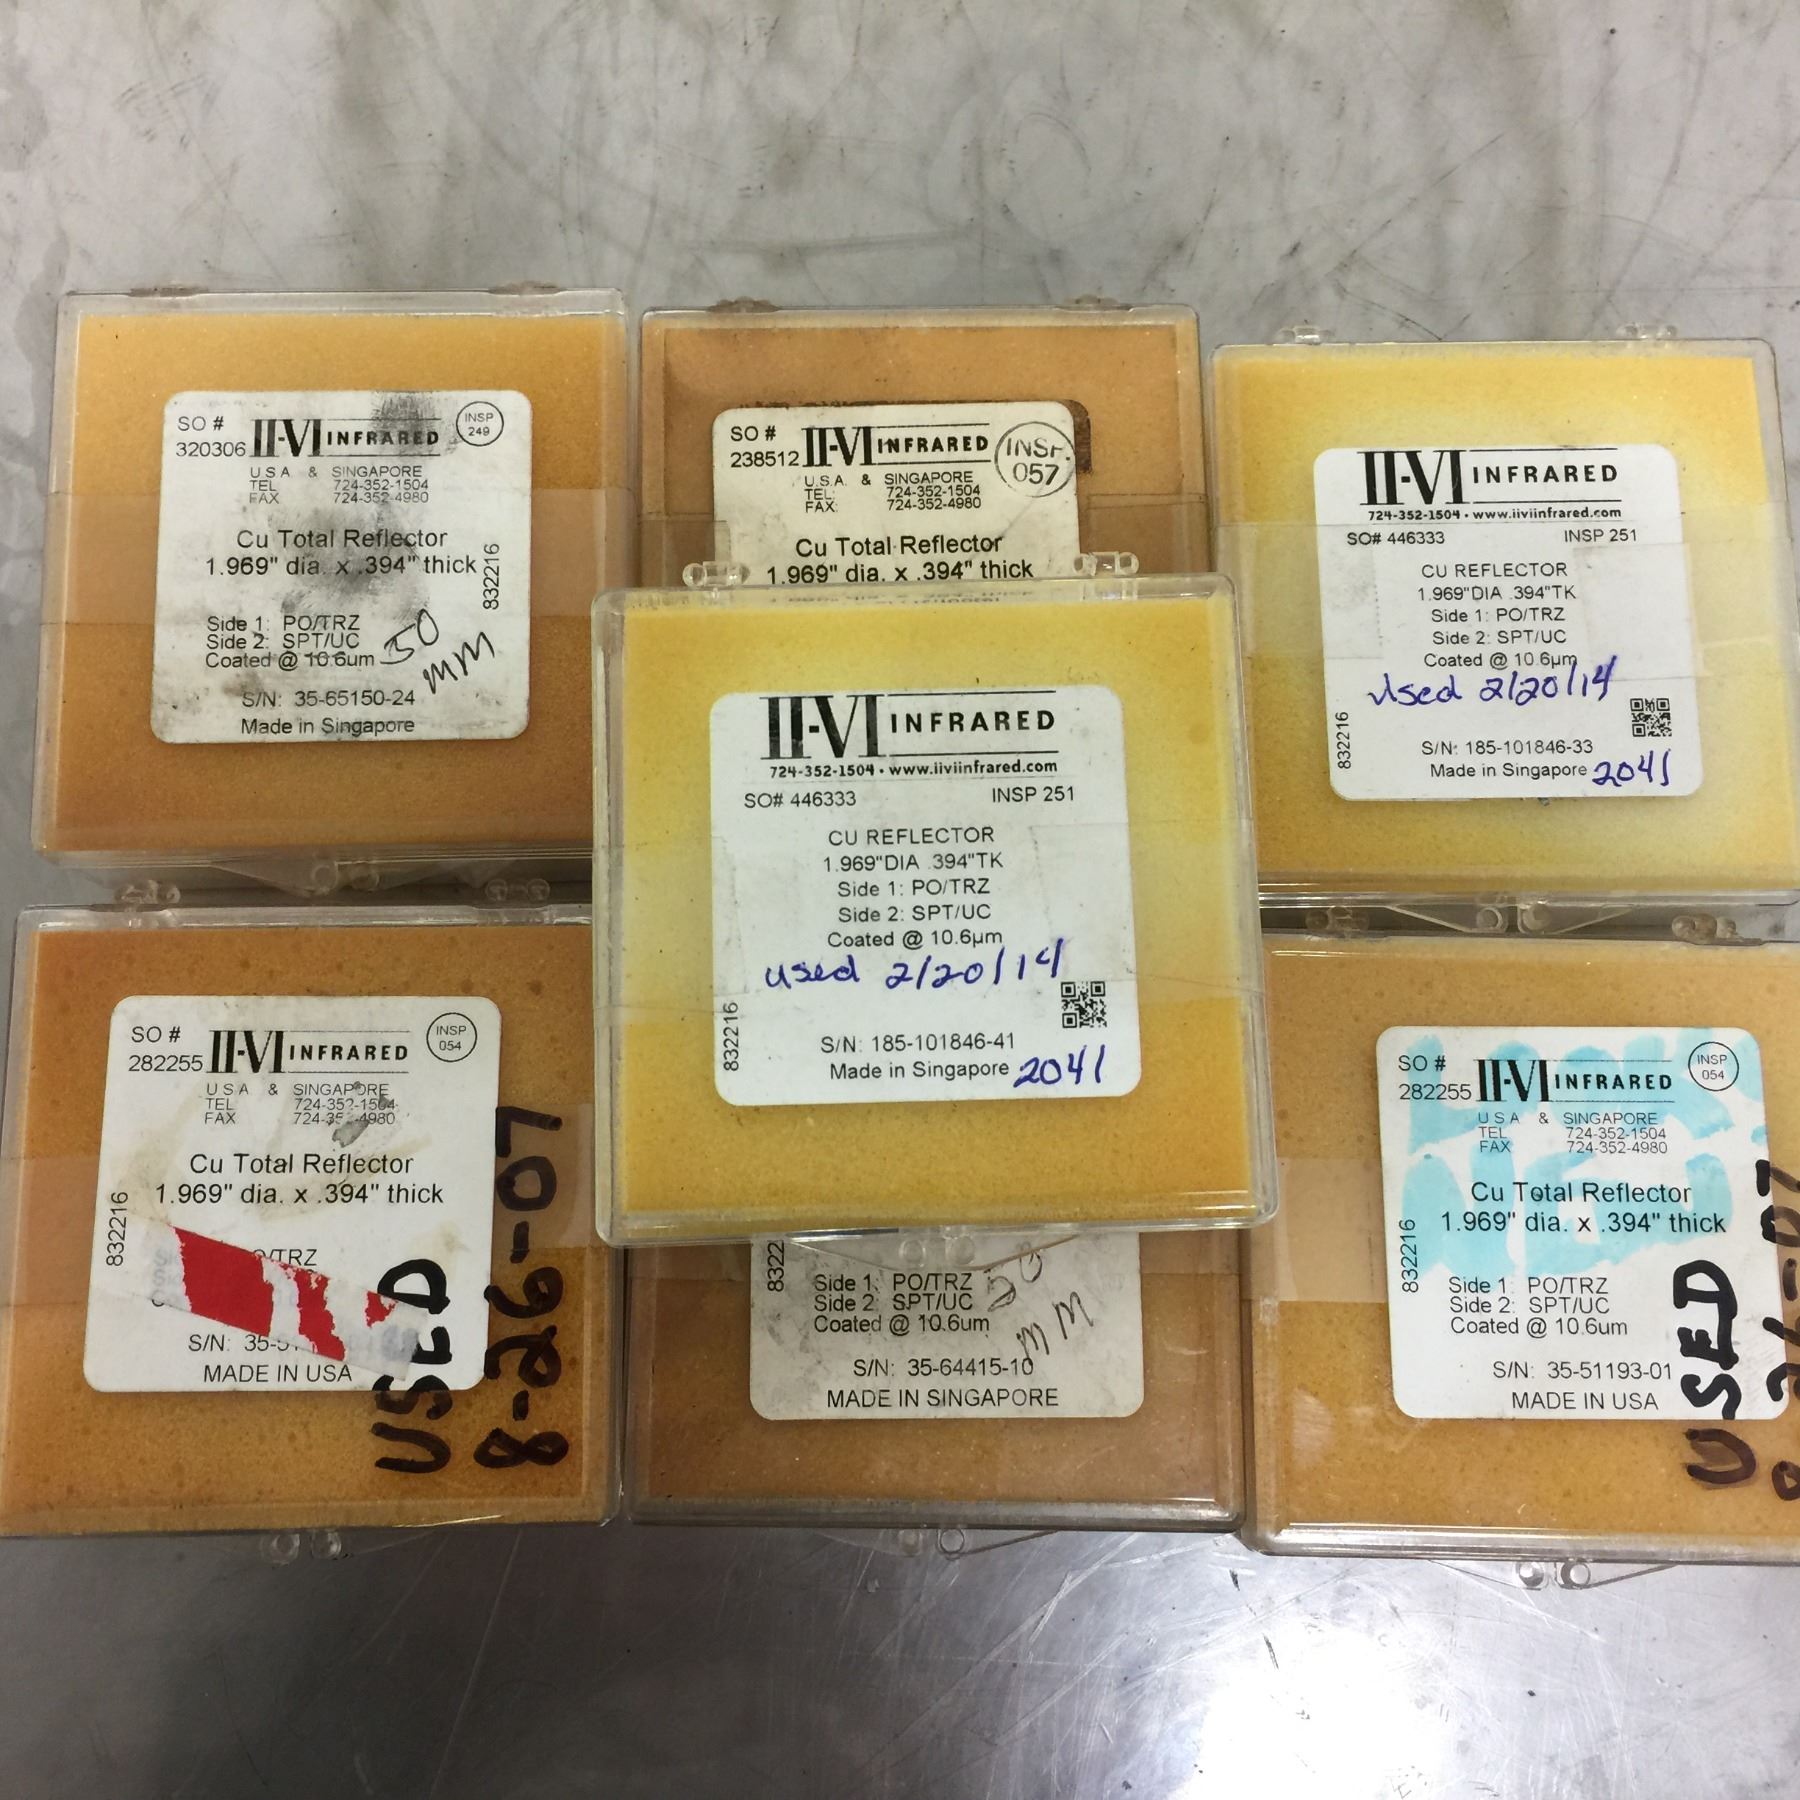 SO #
320306
II-VI INFRARED
INSP
249
USA & SINGAPORE
TEL 724-352-1504
FAX 724-352-4980
Cu Total Reflector
1.969" dia. x .394" thick
832216
Side 1: PO/TRZ
Side 2: SPT/UC
Coated @ 10.6um
50
mm
S/N: 35-65150-24
Made in Singapore
SO #
238512
II-VI INFRARED
INSP.
057
U.S.A. & SINGAPORE
TEL: 724-352-1504
FAX: 724-352-4980
Cu Total Reflector
1.969" dia. x .394" thick
II-VI INFRARED
724-352-1504 • www.iiviinfrared.com
SO# 446333 INSP 251
CU REFLECTOR
1.969"DIA .394"TK
Side 1: PO/TRZ
Side 2: SPT/UC
Coated @ 10.6µm
Used 2/20/14
832216
S/N: 185-101846-33
Made in Singapore 2041
II-VI INFRARED
724-352-1504 • www.iiviinfrared.com
SO# 446333 INSP 251
CU REFLECTOR
1.969"DIA .394"TK
Side 1: PO/TRZ
Side 2: SPT/UC
Coated @ 10.6µm
used 2/20/14
832216
S/N: 185-101846-41
Made in Singapore 2041
SO #
282255
II-VI INFRARED
INSP
054
USA & SINGAPORE
TEL
FAX
Cu Total Reflector
1.969" dia. x .394" thick
832216
S/N:
MADE IN USA
USED
8-26-07
Side 1: PO/TRZ
Side 2: SPT/UC
Coated @ 10.6um
MM
S/N: 35-64415-10
MADE IN SINGAPORE
SO #
282255
II-VI INFRARED
INSP
054
USA & SINGAPORE
TEL 724-352-1504
FAX 724-352-4980
Cu Total Reflector
1.969" dia. x .394" thick
832216
Side 1: PO/TRZ
Side 2: SPT/UC
Coated @ 10.6um
S/N: 35-51193-01
MADE IN USA
USED